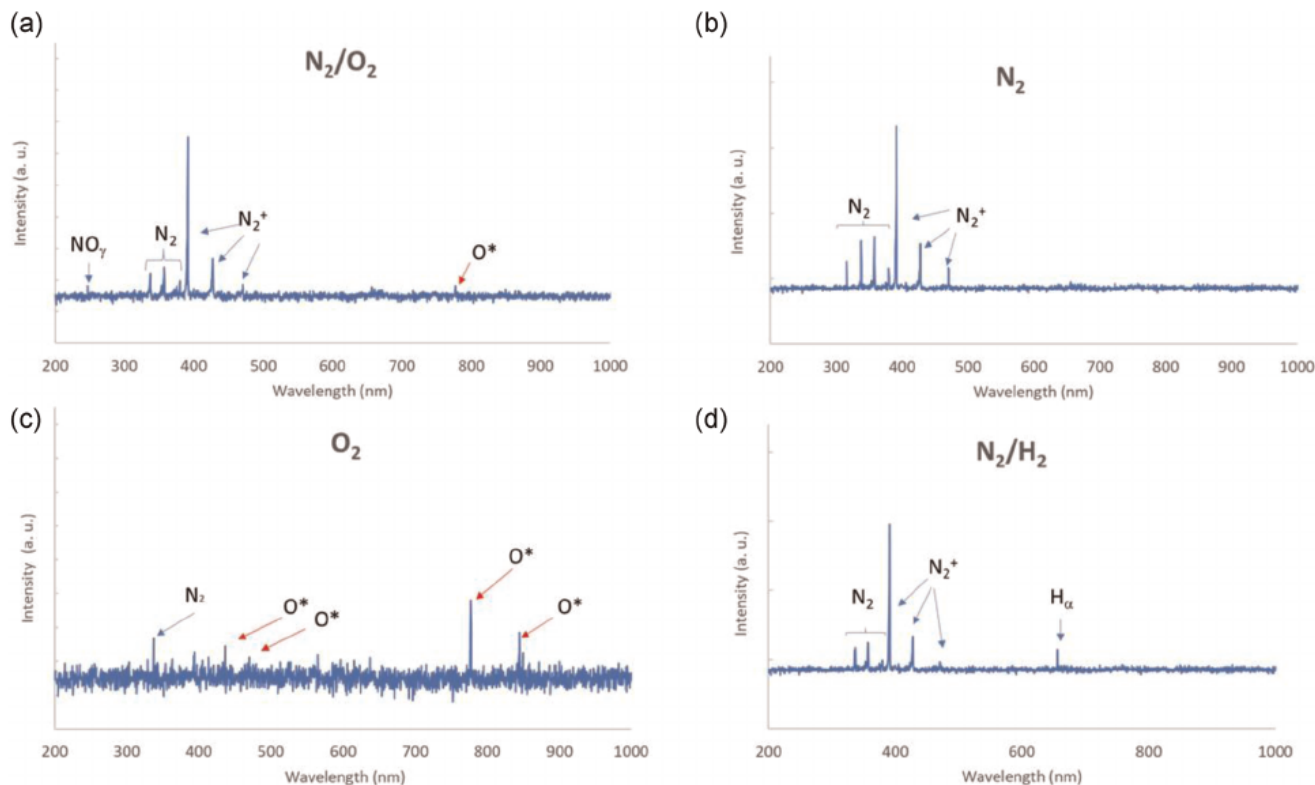 (a)
N₂/O₂
Intensity (a. u.)
NOᵧ
N₂
N₂⁺
O*
200 300 400 500 600 700 800 900 1000
Wavelength (nm)
(b)
N₂
Intensity (a. u.)
N₂
N₂⁺
200 300 400 500 600 700 800 900 1000
Wavelength (nm)
(c)
O₂
Intensity (a. u.)
N₂
O*
O*
O*
O*
200 300 400 500 600 700 800 900 1000
Wavelength (nm)
(d)
N₂/H₂
Intensity (a. u.)
N₂
N₂⁺
Hα
200 400 600 800 1000
Wavelength (nm)